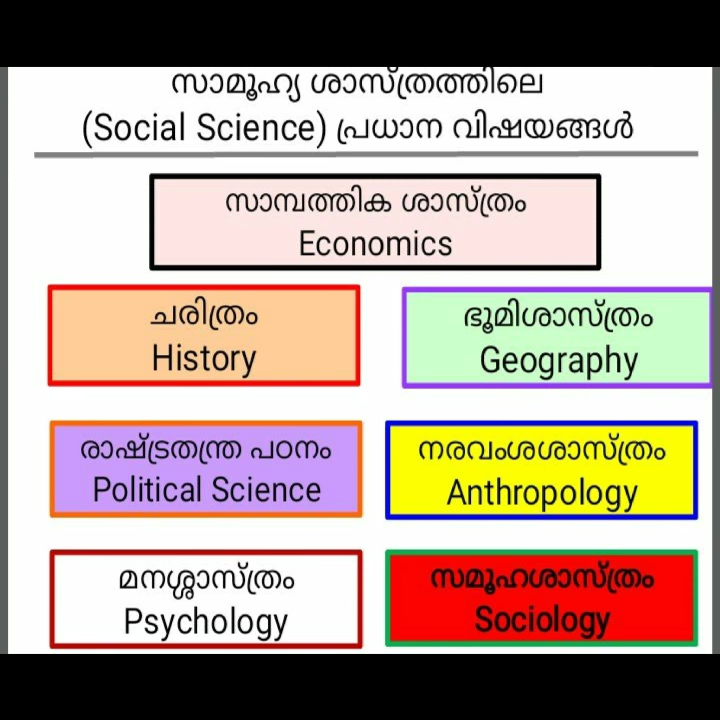 സാമൂഹ്യ ശാസ്ത്രത്തിലെ
(Social Science) പ്രധാന വിഷയങ്ങൾ
സാമ്പത്തിക ശാസ്ത്രം
Economics
ചരിത്രം
History
ഭൂമിശാസ്ത്രം
Geography
രാഷ്ട്രതന്ത്ര പഠനം
Political Science
നരവംശശാസ്ത്രം
Anthropology
മനശ്ശാസ്ത്രം
Psychology
സമൂഹശാസ്ത്രം
Sociology